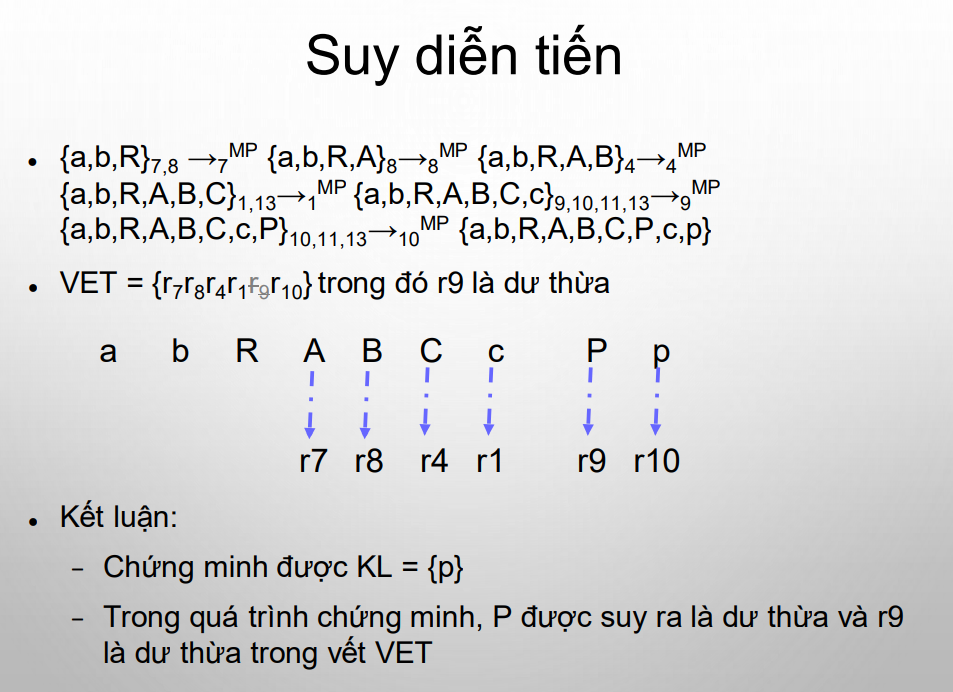 Suy diễn tiến
• {a,b,R}₇,₈ →₇ᴹᴾ {a,b,R,A}₈→₈ᴹᴾ {a,b,R,A,B}₄→₄ᴹᴾ
{a,b,R,A,B,C}₁,₁₃→₁ᴹᴾ {a,b,R,A,B,C,c}₉,₁₀,₁₁,₁₃→₉ᴹᴾ
{a,b,R,A,B,C,c,P}₁₀,₁₁,₁₃→₁₀ᴹᴾ {a,b,R,A,B,C,P,c,p}
• VET = {r₇r₈r₄r₁r₉r₁₀} trong đó r9 là dư thừa
a b R A B C c P p
r7 r8 r4 r1 r9 r10
• Kết luận:
– Chứng minh được KL = {p}
– Trong quá trình chứng minh, P được suy ra là dư thừa và r9
là dư thừa trong vết VET